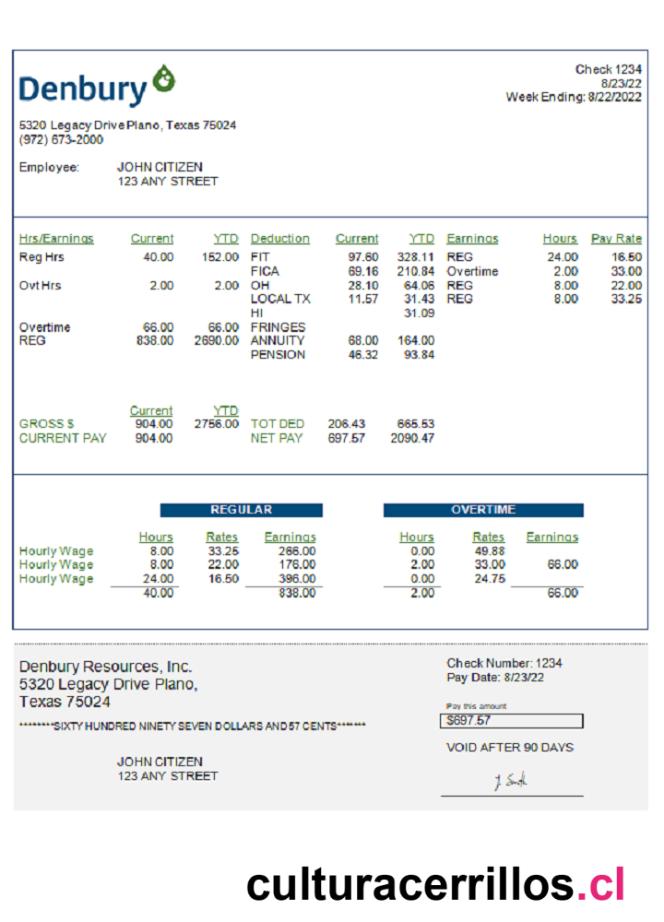 Denbury
Check 1234
8/23/22
Week Ending: 8/22/2022
5320 Legacy Drive Plano, Texas 75024
(972) 673-2000
Employee: JOHN CITIZEN
123 ANY STREET
Hrs/Earnings Current YTD Deduction Current YTD Earnings Hours Pay Rate
Reg Hrs 40.00 152.00 FIT 97.60 328.11 REG 24.00 16.50
FICA 69.16 210.84 Overtime 2.00 33.00
Ovt Hrs 2.00 2.00 OH 28.10 64.06 REG 8.00 22.00
LOCAL TX 11.57 31.43 REG 8.00 33.25
HI 31.09
Overtime 66.00 66.00 FRINGES
REG 838.00 2690.00 ANNUITY 68.00 164.00
PENSION 46.32 93.84
Current YTD
GROSS $ 904.00 2756.00 TOT DED 206.43 665.53
CURRENT PAY 904.00 NET PAY 697.57 2090.47
REGULAR OVERTIME
Hours Rates Earnings Hours Rates Earnings
Hourly Wage 8.00 33.25 266.00 0.00 49.88
Hourly Wage 8.00 22.00 176.00 2.00 33.00 66.00
Hourly Wage 24.00 16.50 396.00 0.00 24.75
40.00 838.00 2.00 66.00
Denbury Resources, Inc.
5320 Legacy Drive Plano,
Texas 75024
Check Number: 1234
Pay Date: 8/23/22
Pay this amount
$697.57
********SIXTY HUNDRED NINETY SEVEN DOLLARS AND 57 CENTS*******
VOID AFTER 90 DAYS
JOHN CITIZEN
123 ANY STREET
J. Smith
culturacerrillos.cl